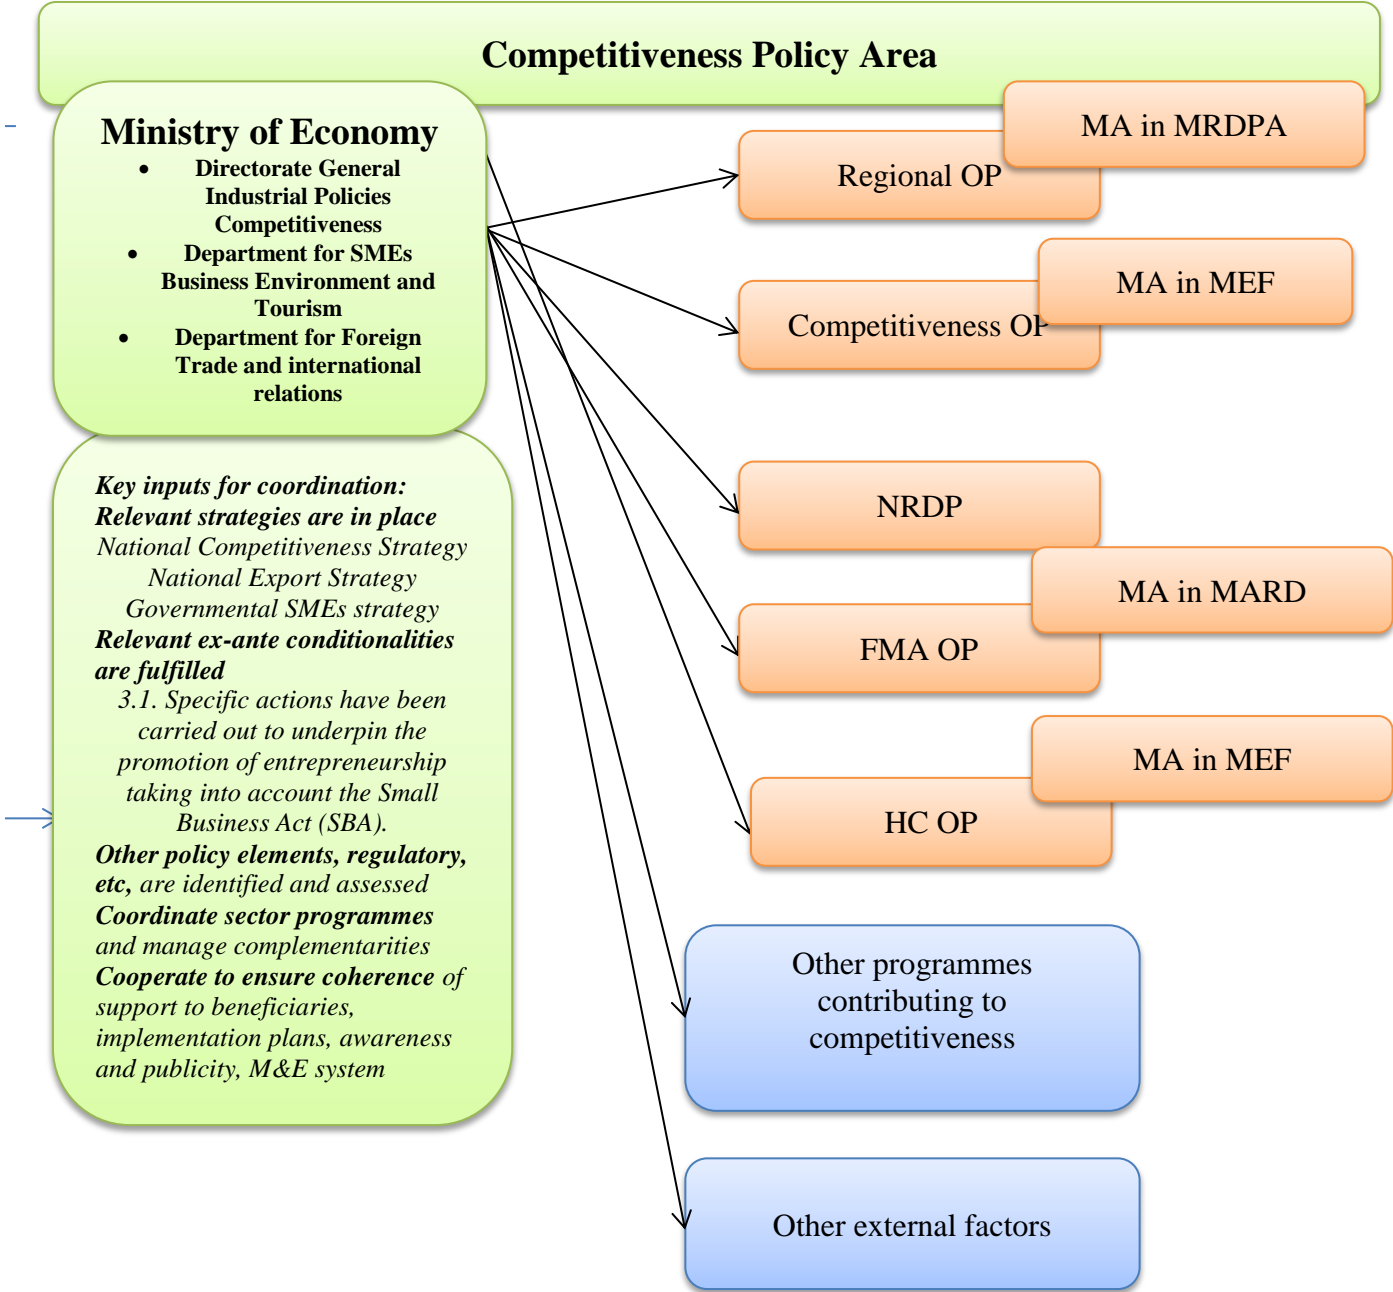 Competitiveness Policy Area
Ministry of Economy
• Directorate General
Industrial Policies
Competitiveness
• Department for SMEs
Business Environment and
Tourism
• Department for Foreign
Trade and international
relations
Key inputs for coordination:
Relevant strategies are in place
National Competitiveness Strategy
National Export Strategy
Governmental SMEs strategy
Relevant ex-ante conditionalities
are fulfilled
3.1. Specific actions have been
carried out to underpin the
promotion of entrepreneurship
taking into account the Small
Business Act (SBA).
Other policy elements, regulatory,
etc, are identified and assessed
Coordinate sector programmes
and manage complementarities
Cooperate to ensure coherence of
support to beneficiaries,
implementation plans, awareness
and publicity, M&E system
MA in MRDPA
Regional OP
MA in MEF
Competitiveness OP
NRDP
MA in MARD
FMA OP
MA in MEF
HC OP
Other programmes
contributing to
competitiveness
Other external factors